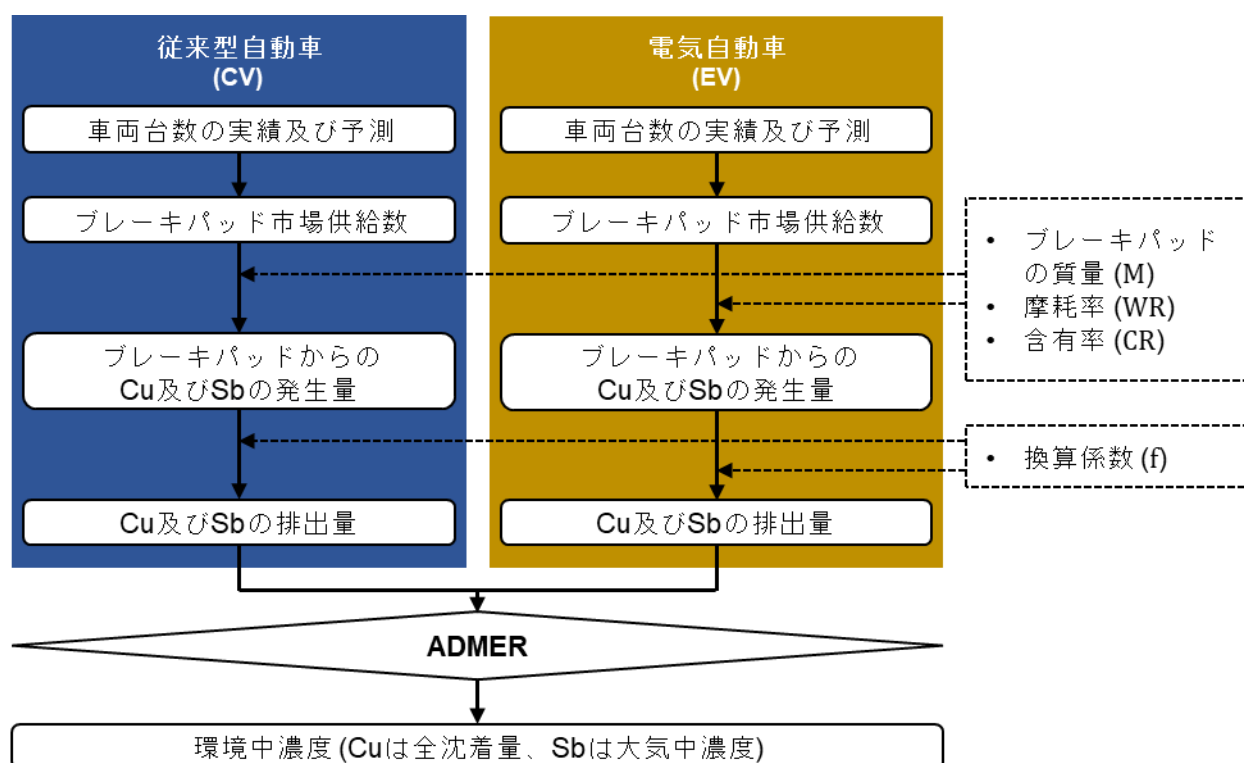 従来型自動車
(CV)
車両台数の実績及び予測
ブレーキパッド市場供給数
ブレーキパッドからの
Cu及びSbの発生量
Cu及びSbの排出量
電気自動車
(EV)
車両台数の実績及び予測
ブレーキパッド市場供給数
ブレーキパッドからの
Cu及びSbの発生量
Cu及びSbの排出量
• ブレーキパッド
の質量 (M)
• 摩耗率 (WR)
• 含有率 (CR)
• 換算係数 (f)
ADMER
環境中濃度 (Cuは全沈着量、Sbは大気中濃度)